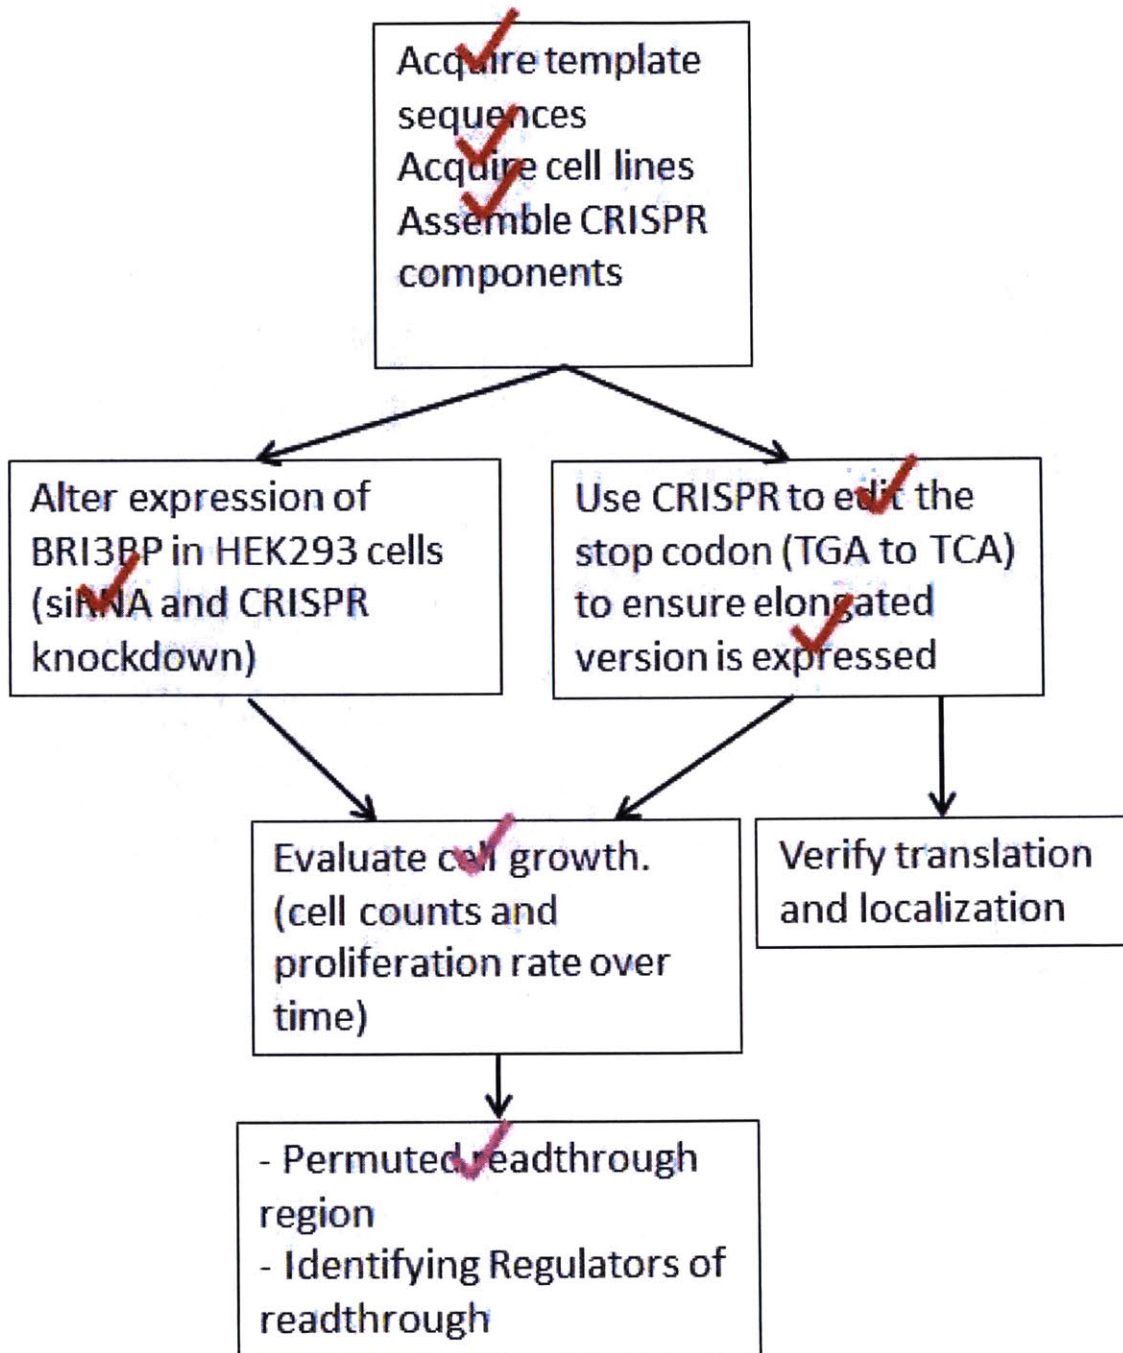 Acquire template
sequences
Acquire cell lines
Assemble CRISPR
components
Alter expression of
BRI3BP in HEK293 cells
(siRNA and CRISPR
knockdown)
Use CRISPR to edit the
stop codon (TGA to TCA)
to ensure elongated
version is expressed
Evaluate cell growth.
(cell counts and
proliferation rate over
time)
Verify translation
and localization
- Permuted readthrough
region
- Identifying Regulators of
readthrough